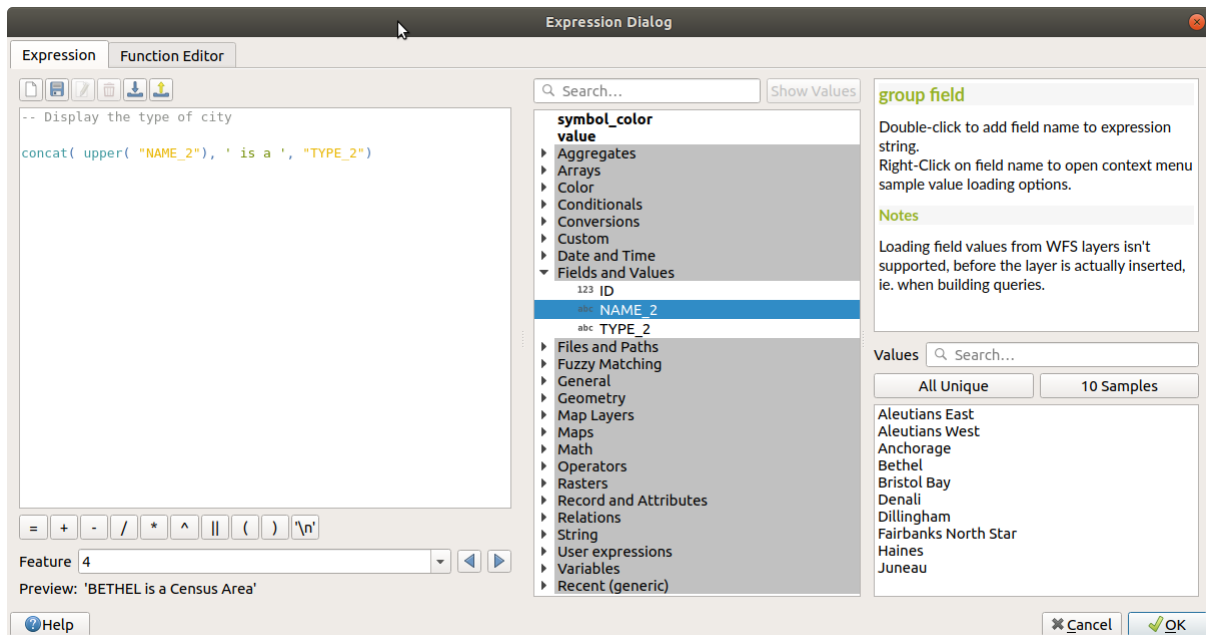 Expression Dialog
Expression
Function Editor
-- Display the type of city
concat( upper( "NAME_2"), ' is a ', "TYPE_2")
=
+
-
/
*
^
||
(
)
'\n'
Feature 4
Preview: 'BETHEL is a Census Area'
Help
Search...
Show Values
symbol_color
value
Aggregates
Arrays
Color
Conditionals
Conversions
Custom
Date and Time
Fields and Values
123 ID
abc NAME_2
abc TYPE_2
Files and Paths
Fuzzy Matching
General
Geometry
Map Layers
Maps
Math
Operators
Rasters
Record and Attributes
Relations
String
User expressions
Variables
Recent (generic)
group field
Double-click to add field name to expression
string.
Right-Click on field name to open context menu
sample value loading options.
Notes
Loading field values from WFS layers isn't
supported, before the layer is actually inserted,
ie. when building queries.
Values
Search...
All Unique
10 Samples
Aleutians East
Aleutians West
Anchorage
Bethel
Bristol Bay
Denali
Dillingham
Fairbanks North Star
Haines
Juneau
Cancel
OK